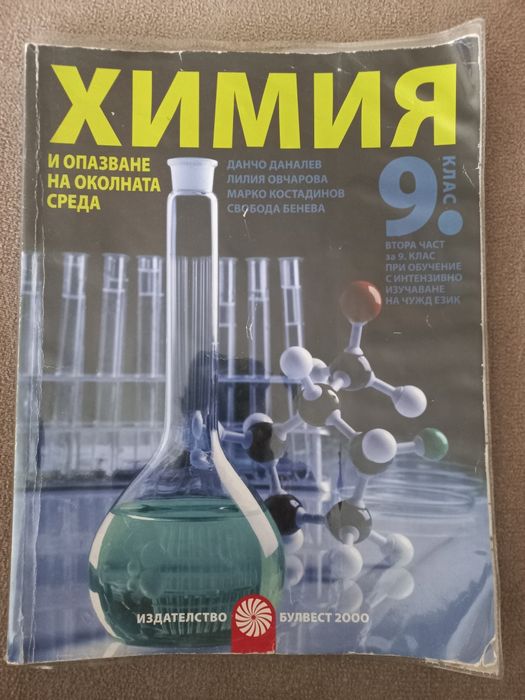 ХИМИЯ
И ОПАЗВАНЕ
НА ОКОЛНАТА
СРЕДА
ДАНЧО ДАНАЛЕВ
ЛИЛИЯ ОВЧАРОВА
МАРКО КОСТАДИНОВ
СВОБОДА БЕНЕВА
9.
КЛАС
ВТОРА ЧАСТ
за 9. КЛАС
ПРИ ОБУЧЕНИЕ
С ИНТЕНЗИВНО
ИЗУЧАВАНЕ
НА ЧУЖД ЕЗИК
ИЗДАТЕЛСТВО БУЛВЕСТ 2000